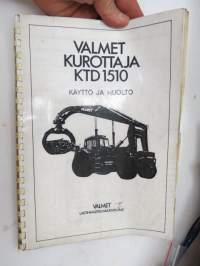 VALMET
KUROTTAJA
KTD 1510
KÄYTTÖ JA HUOLTO
VALMET